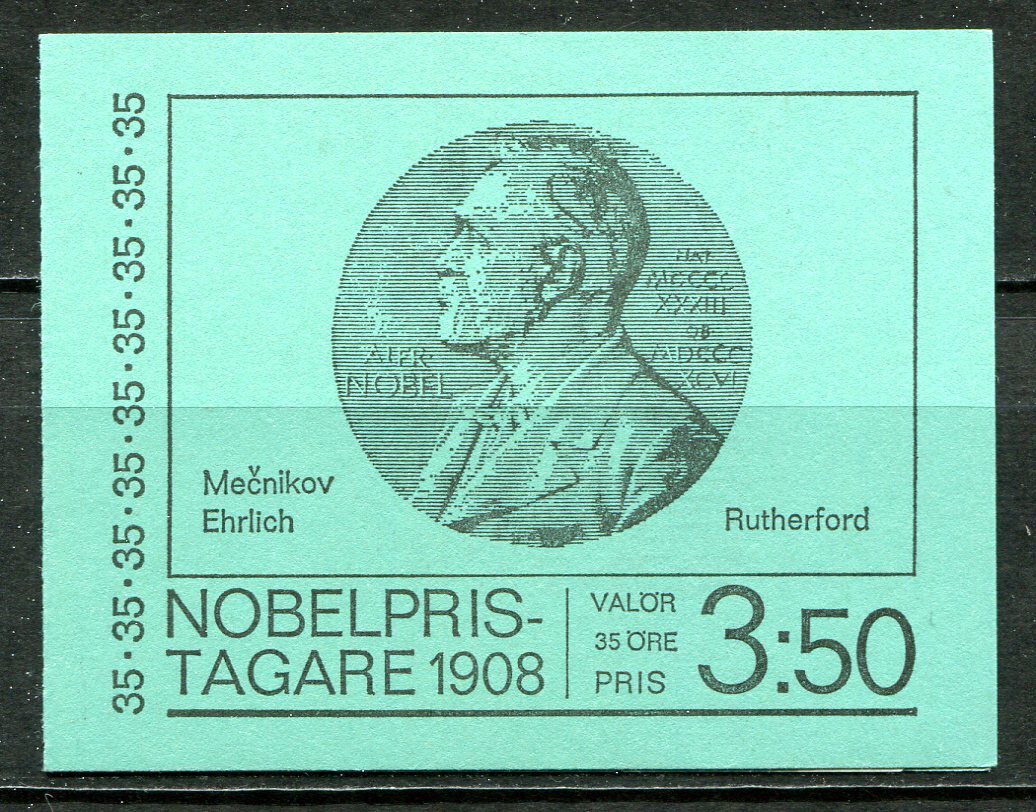 35·35·35·35·35·35·35·35·35
ALFR·
NOBEL
NAT·
MDCCC
XXXIII
OB·
MDCCC
XCVI
Mečnikov
Ehrlich
Rutherford
NOBELPRIS-
TAGARE 1908
VALÖR
35 ÖRE
PRIS
3:50